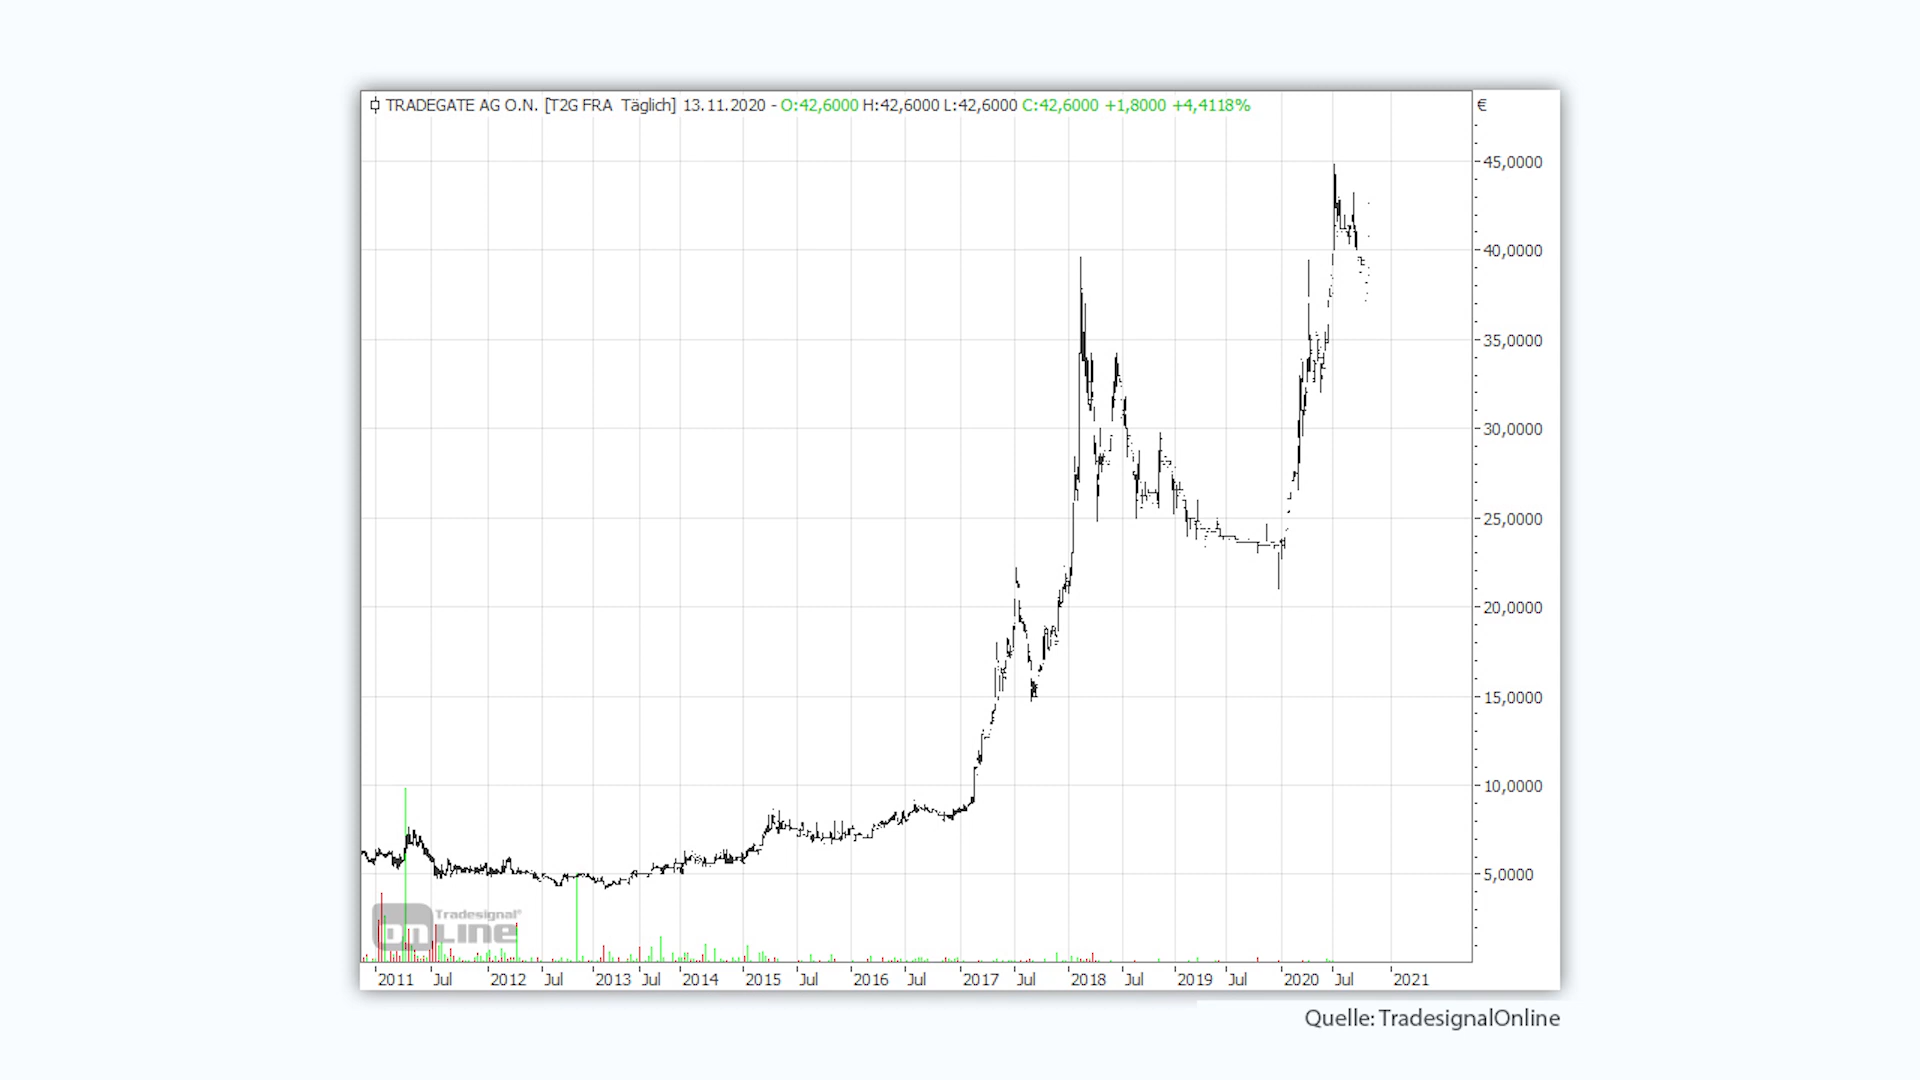 TRADEGATE AG O.N. [T2G FRA Täglich] 13.11.2020 - O:42,6000 H:42,6000 L:42,6000 C:42,6000 +1,8000 +4,4118%
€
45,0000
40,0000
35,0000
30,0000
25,0000
20,0000
15,0000
10,0000
5,0000
Tradesignal®
ONLINE
2011 Jul 2012 Jul 2013 Jul 2014 2015 Jul 2016 Jul 2017 Jul 2018 Jul 2019 Jul 2020 Jul 2021
Quelle: TradesignalOnline